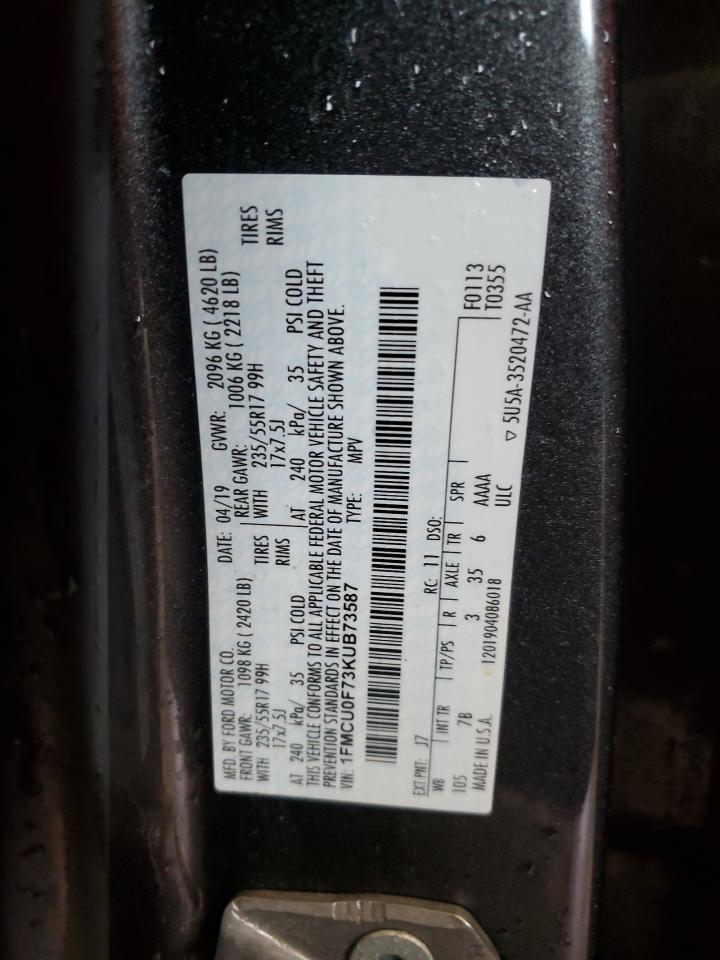 MFD. BY FORD MOTOR CO. DATE: 04/19 GVWR: 2096 KG ( 4620 LB)
FRONT GAWR: 1098 KG ( 2420 LB) REAR GAWR: 1006 KG ( 2218 LB)
WITH 235/55R17 99H TIRES WITH 235/55R17 99H TIRES
17x7.5J RIMS 17x7.5J RIMS
AT 240 kPa/ 35 PSI COLD AT 240 kPa/ 35 PSI COLD
THIS VEHICLE CONFORMS TO ALL APPLICABLE FEDERAL MOTOR VEHICLE SAFETY AND THEFT
PREVENTION STANDARDS IN EFFECT ON THE DATE OF MANUFACTURE SHOWN ABOVE.
VIN: 1FMCU0F73KUB73587 TYPE: MPV
EXT PNT: J7 RC: 11 DSO: F0113
WB INT TR TP/PS R AXLE TR SPR T0355
105 7B 3 35 6 AAAA
MADE IN U.S.A. 1201904086018 ULC ▽ 5U5A-3520472-AA